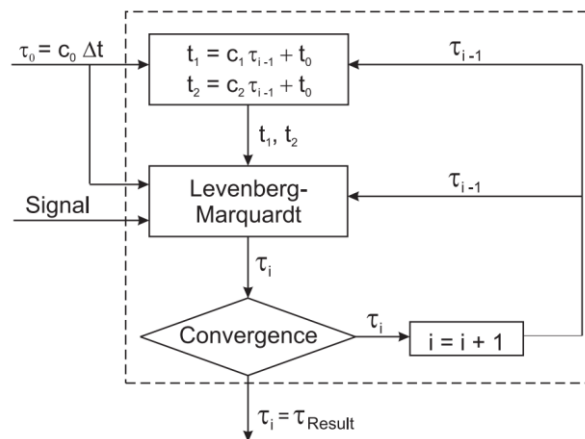 τ₀ = c₀ Δt
t₁ = c₁ τᵢ₋₁ + t₀
t₂ = c₂ τᵢ₋₁ + t₀
τᵢ₋₁
t₁, t₂
Levenberg-
Marquardt
τᵢ₋₁
Signal
τᵢ
Convergence
τᵢ
i = i + 1
τᵢ = τ_Result